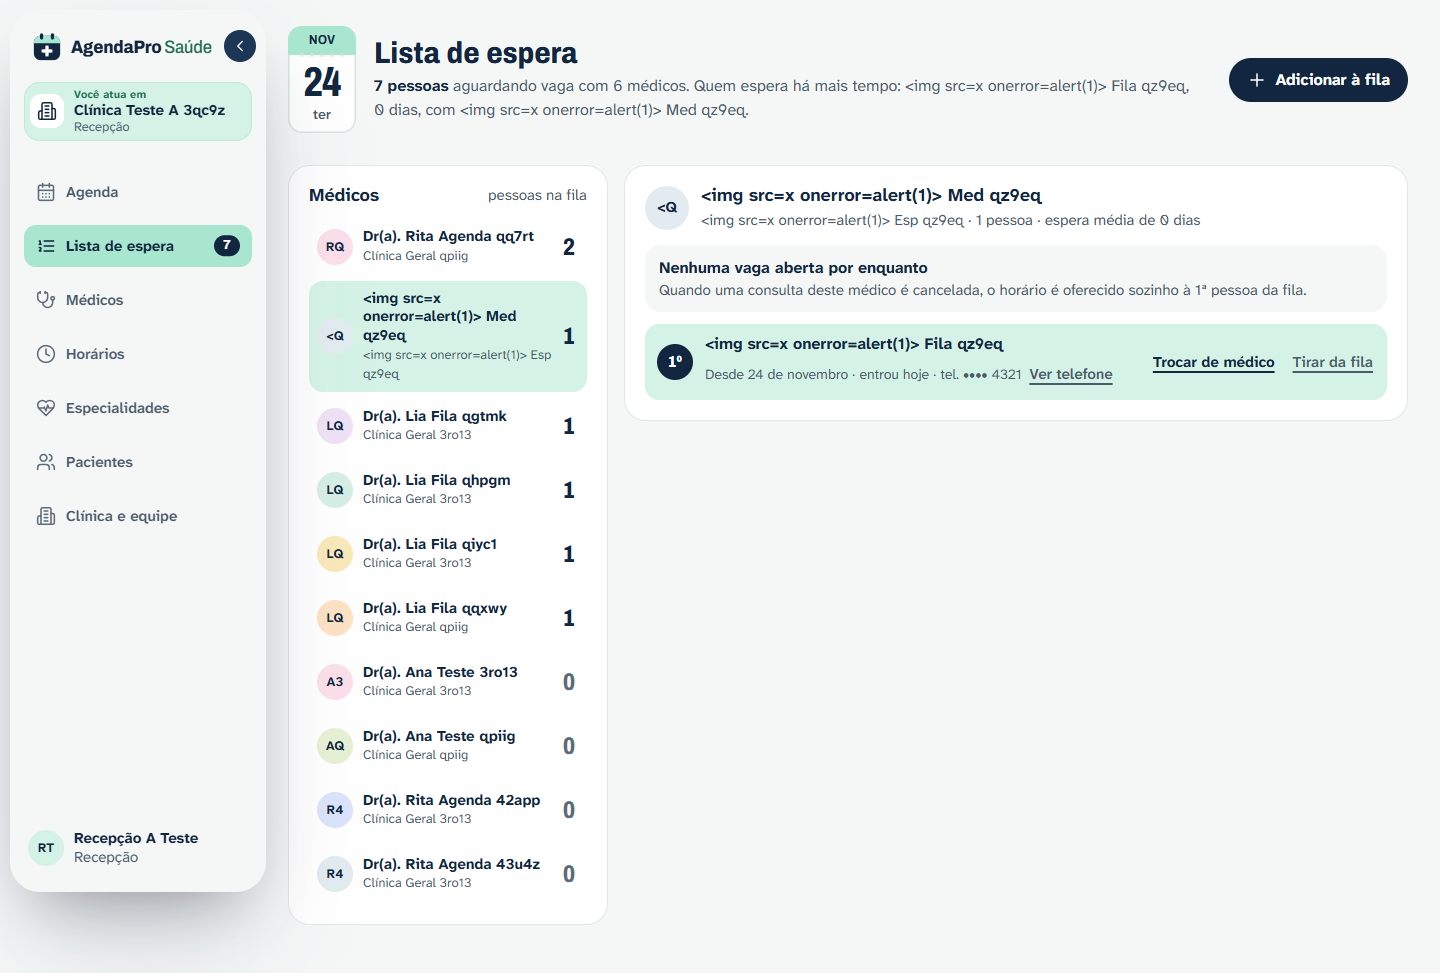 AgendaPro Saúde
Você atua em
Clínica Teste A 3qc9z
Recepção
Agenda
Lista de espera 7
Médicos
Horários
Especialidades
Pacientes
Clínica e equipe
RT
Recepção A Teste
Recepção
NOV
24
ter
Lista de espera
7 pessoas aguardando vaga com 6 médicos. Quem espera há mais tempo: <img src=x onerror=alert(1)> Fila qz9eq,
0 dias, com <img src=x onerror=alert(1)> Med qz9eq.
Adicionar à fila
Médicos pessoas na fila
RQ
Dr(a). Rita Agenda qq7rt
Clínica Geral qpiig
2
<Q
<img src=x
onerror=alert(1)> Med
qz9eq
<img src=x onerror=alert(1)> Esp
qz9eq
1
LQ
Dr(a). Lia Fila qgtmk
Clínica Geral 3ro13
1
LQ
Dr(a). Lia Fila qhpgm
Clínica Geral 3ro13
1
LQ
Dr(a). Lia Fila qiyc1
Clínica Geral 3ro13
1
LQ
Dr(a). Lia Fila qqxwy
Clínica Geral qpiig
1
A3
Dr(a). Ana Teste 3ro13
Clínica Geral 3ro13
0
AQ
Dr(a). Ana Teste qpiig
Clínica Geral qpiig
0
R4
Dr(a). Rita Agenda 42app
Clínica Geral 3ro13
0
R4
Dr(a). Rita Agenda 43u4z
Clínica Geral 3ro13
0
<Q
<img src=x onerror=alert(1)> Med qz9eq
<img src=x onerror=alert(1)> Esp qz9eq · 1 pessoa · espera média de 0 dias
Nenhuma vaga aberta por enquanto
Quando uma consulta deste médico é cancelada, o horário é oferecido sozinho à 1ª pessoa da fila.
1º
<img src=x onerror=alert(1)> Fila qz9eq
Desde 24 de novembro · entrou hoje · tel. •••• 4321 Ver telefone
Trocar de médico
Tirar da fila